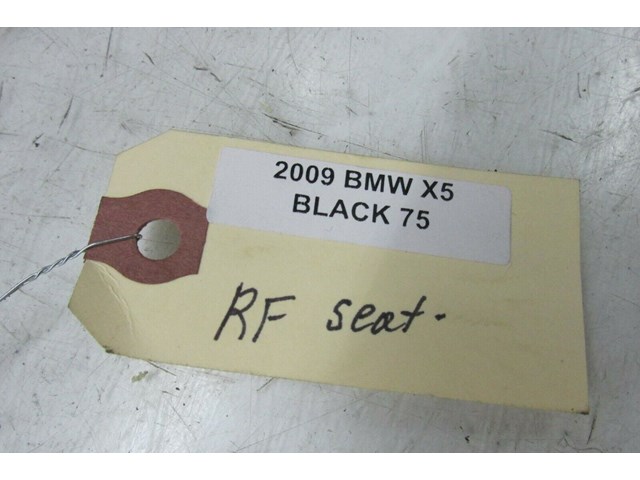 2009 BMW X5
BLACK 75
RF seat.